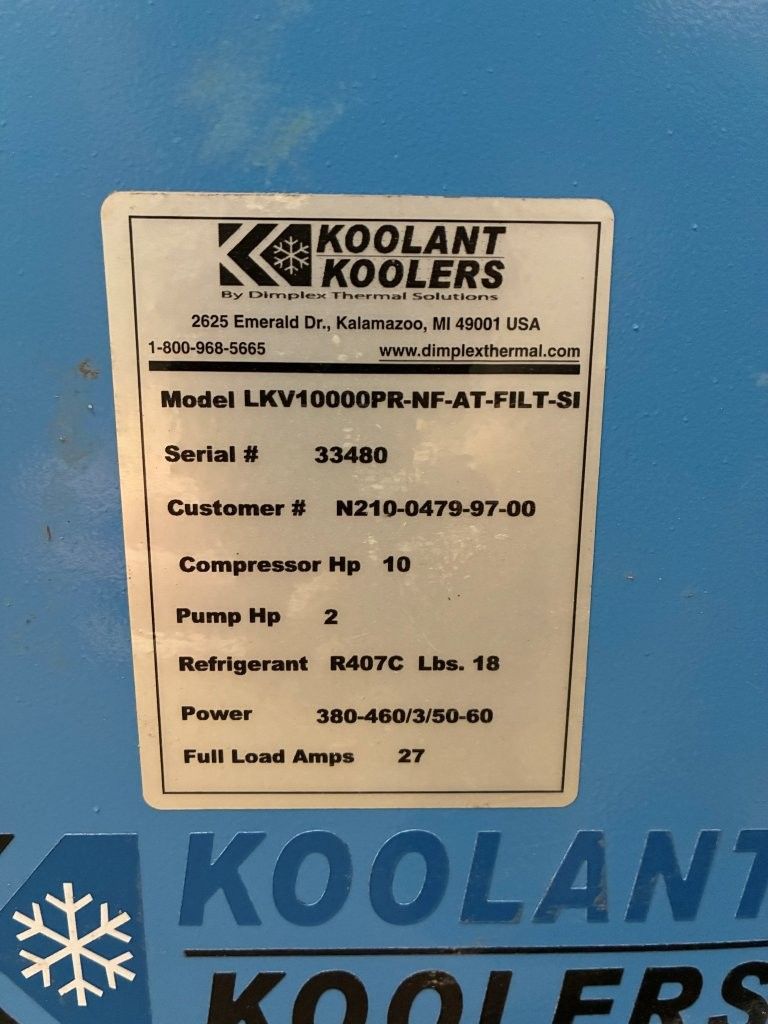 KOOLANT
KOOLERS
By Dimplex Thermal Solutions
2625 Emerald Dr., Kalamazoo, MI 49001 USA
1-800-968-5665 www.dimplexthermal.com
Model LKV10000PR-NF-AT-FILT-SI
Serial # 33480
Customer # N210-0479-97-00
Compressor Hp 10
Pump Hp 2
Refrigerant R407C Lbs. 18
Power 380-460/3/50-60
Full Load Amps 27
KOOLANT
KOOLERS